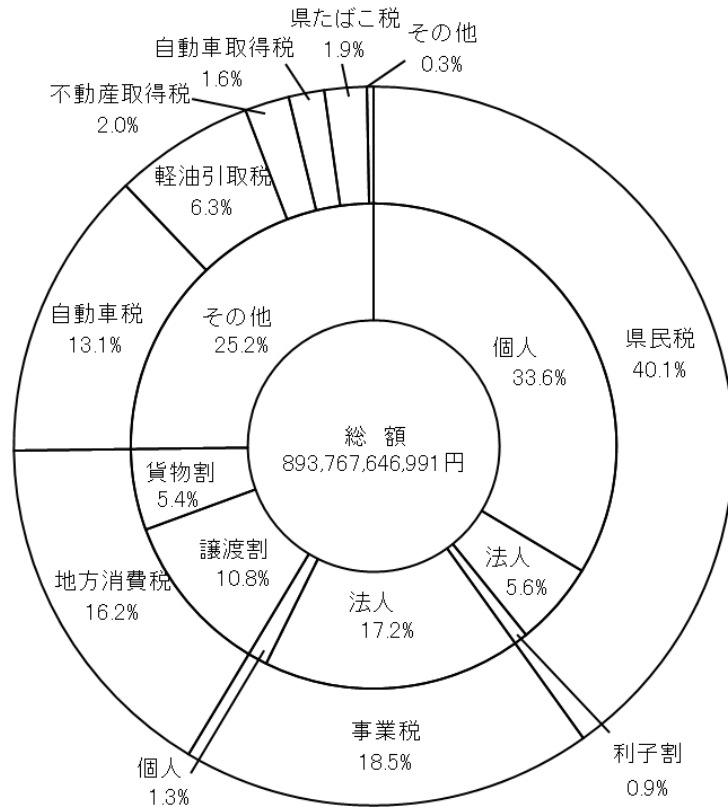 県たばこ税
1.9%
その他
0.3%
自動車取得税
1.6%
不動産取得税
2.0%
軽油引取税
6.3%
自動車税
13.1%
その他
25.2%
個人
33.6%
県民税
40.1%
総 額
893,767,646,991円
貨物割
5.4%
譲渡割
10.8%
地方消費税
16.2%
法人
17.2%
法人
5.6%
事業税
18.5%
個人
1.3%
利子割
0.9%